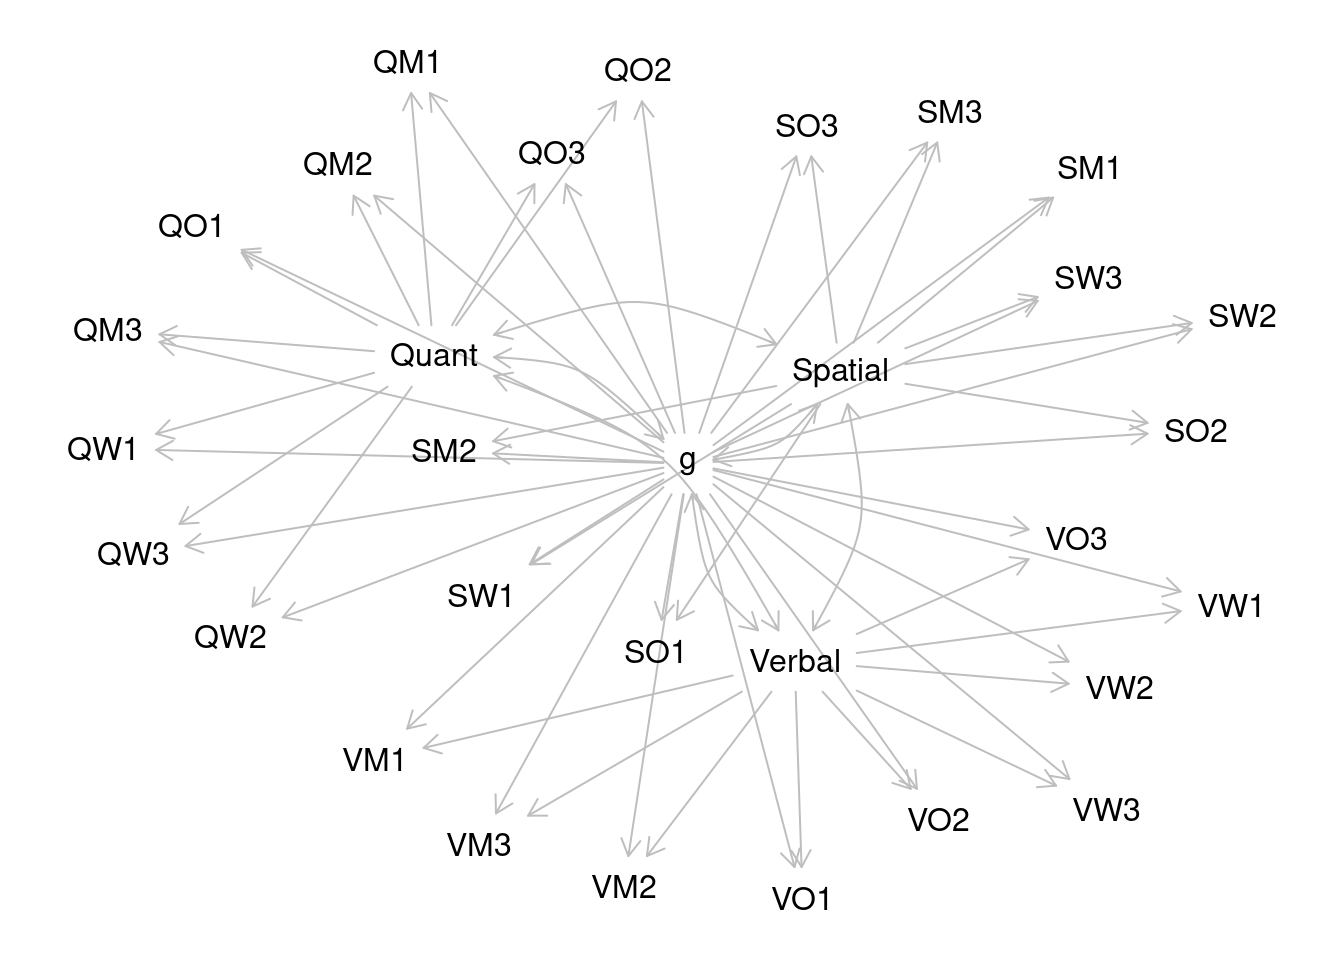 QM1
QO2
SM3
SO3
QO3
QM2
SM1
QO1
SW3
SW2
QM3
Quant
Spatial
SO2
QW1
SM2
g
VO3
QW3
SW1
VW1
QW2
SO1
Verbal
VW2
VM1
VW3
VO2
VM3
VM2
VO1